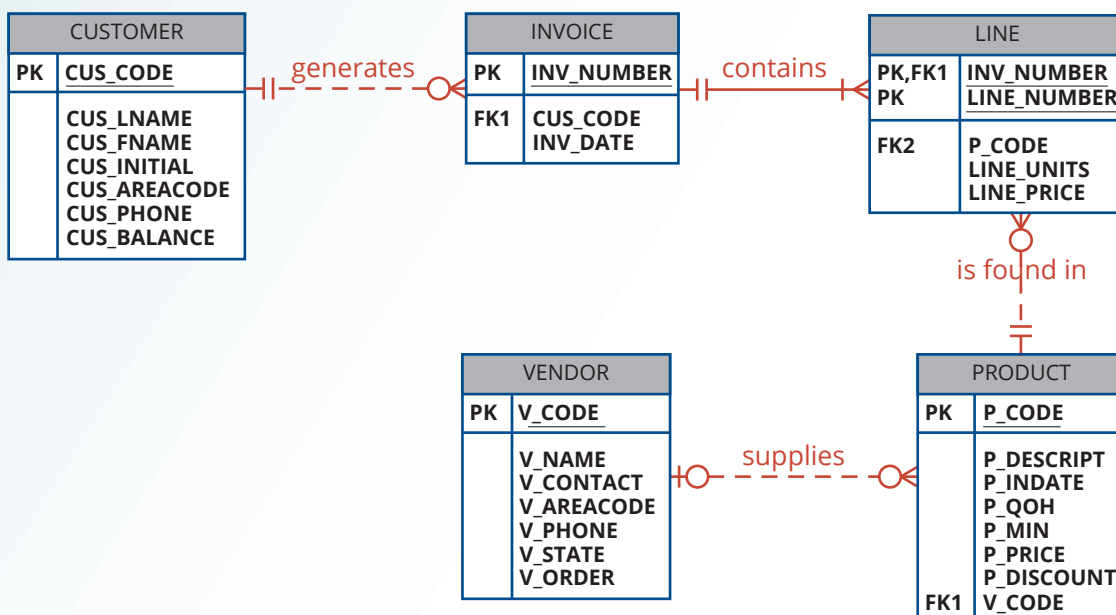 CUSTOMER
PK CUS_CODE
CUS_LNAME
CUS_FNAME
CUS_INITIAL
CUS_AREACODE
CUS_PHONE
CUS_BALANCE
generates
INVOICE
PK INV_NUMBER
FK1 CUS_CODE
INV_DATE
contains
LINE
PK,FK1 INV_NUMBER
PK LINE_NUMBER
FK2 P_CODE
LINE_UNITS
LINE_PRICE
is found in
VENDOR
PK V_CODE
V_NAME
V_CONTACT
V_AREACODE
V_PHONE
V_STATE
V_ORDER
supplies
PRODUCT
PK P_CODE
P_DESCRIPT
P_INDATE
P_QOH
P_MIN
P_PRICE
P_DISCOUNT
FK1 V_CODE